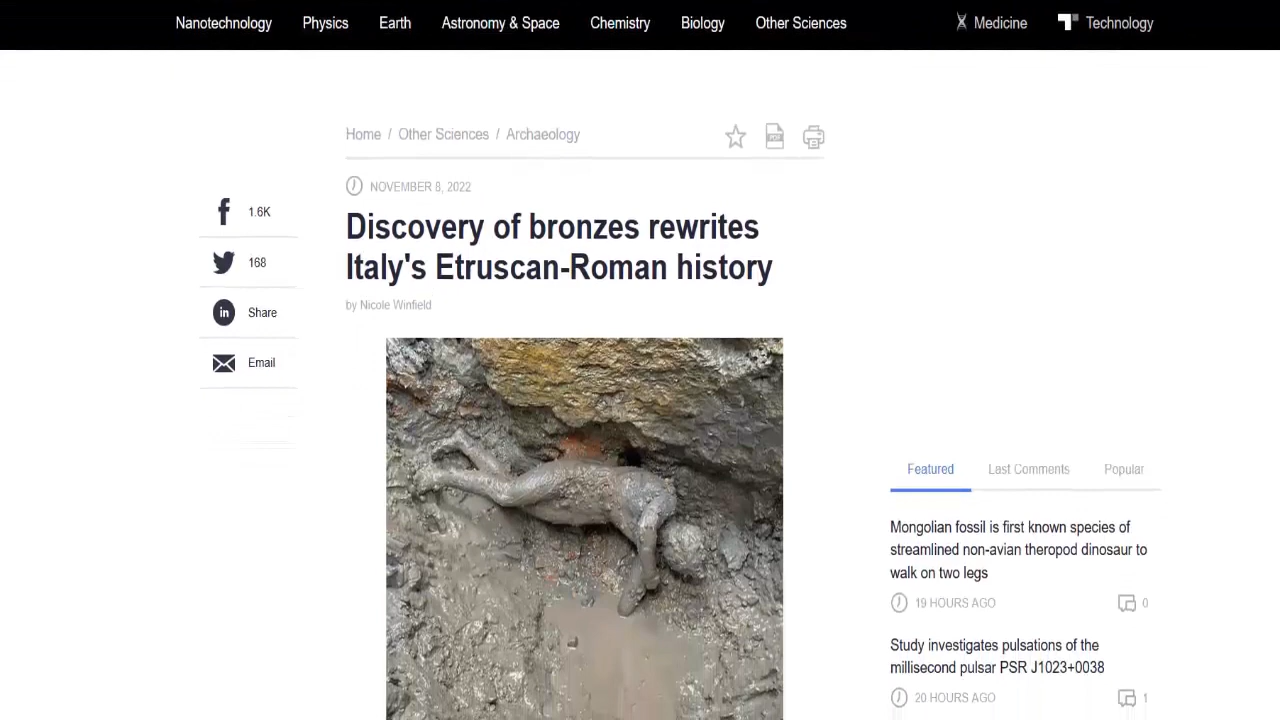 Nanotechnology Physics Earth Astronomy & Space Chemistry Biology Other Sciences Medicine Technology
Home / Other Sciences / Archaeology
PDF
NOVEMBER 8, 2022
Discovery of bronzes rewrites
Italy's Etruscan-Roman history
by Nicole Winfield
1.6K
168
in Share
Email
Featured Last Comments Popular
Mongolian fossil is first known species of
streamlined non-avian theropod dinosaur to
walk on two legs
19 HOURS AGO 0
Study investigates pulsations of the
millisecond pulsar PSR J1023+0038
20 HOURS AGO 1